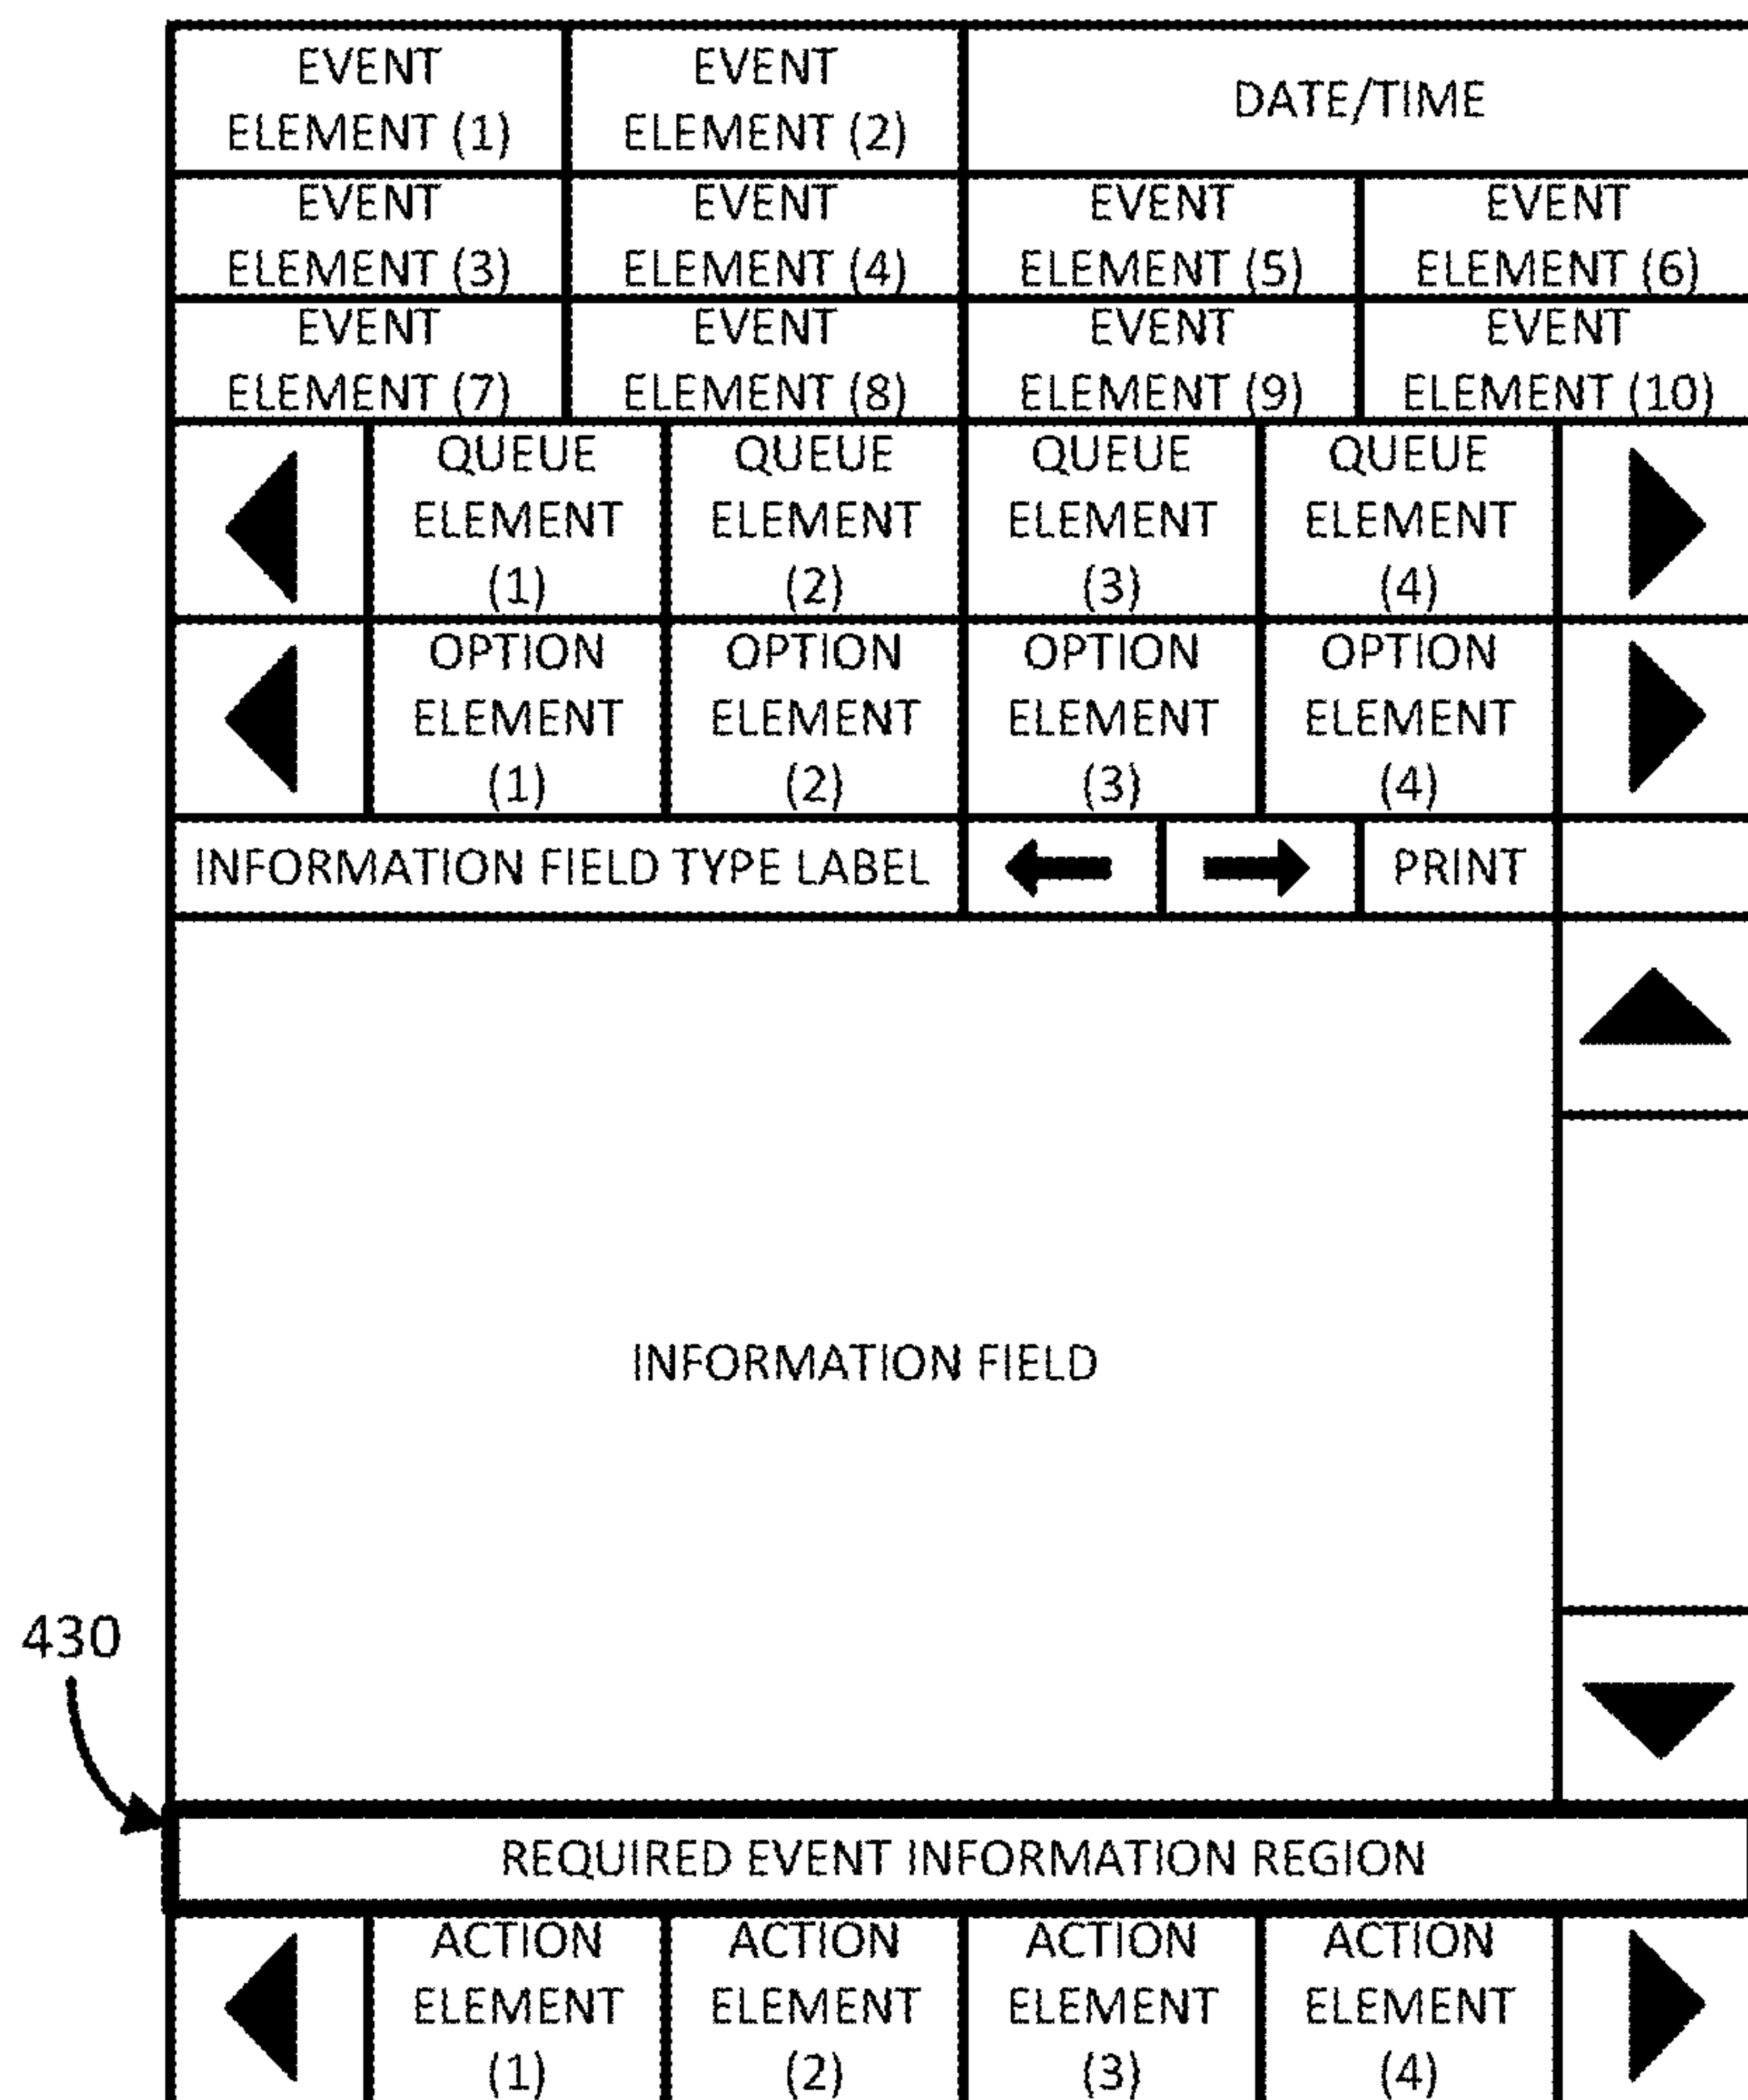 EVENT
ELEMENT (1)
EVENT
ELEMENT (2)
DATE/TIME
EVENT
ELEMENT (3)
EVENT
ELEMENT (4)
EVENT
ELEMENT (5)
EVENT
ELEMENT (6)
EVENT
ELEMENT (7)
EVENT
ELEMENT (8)
EVENT
ELEMENT (9)
EVENT
ELEMENT (10)
QUEUE
ELEMENT
(1)
QUEUE
ELEMENT
(2)
QUEUE
ELEMENT
(3)
QUEUE
ELEMENT
(4)
OPTION
ELEMENT
(1)
OPTION
ELEMENT
(2)
OPTION
ELEMENT
(3)
OPTION
ELEMENT
(4)
INFORMATION FIELD TYPE LABEL
PRINT
INFORMATION FIELD
430
REQUIRED EVENT INFORMATION REGION
ACTION
ELEMENT
(1)
ACTION
ELEMENT
(2)
ACTION
ELEMENT
(3)
ACTION
ELEMENT
(4)